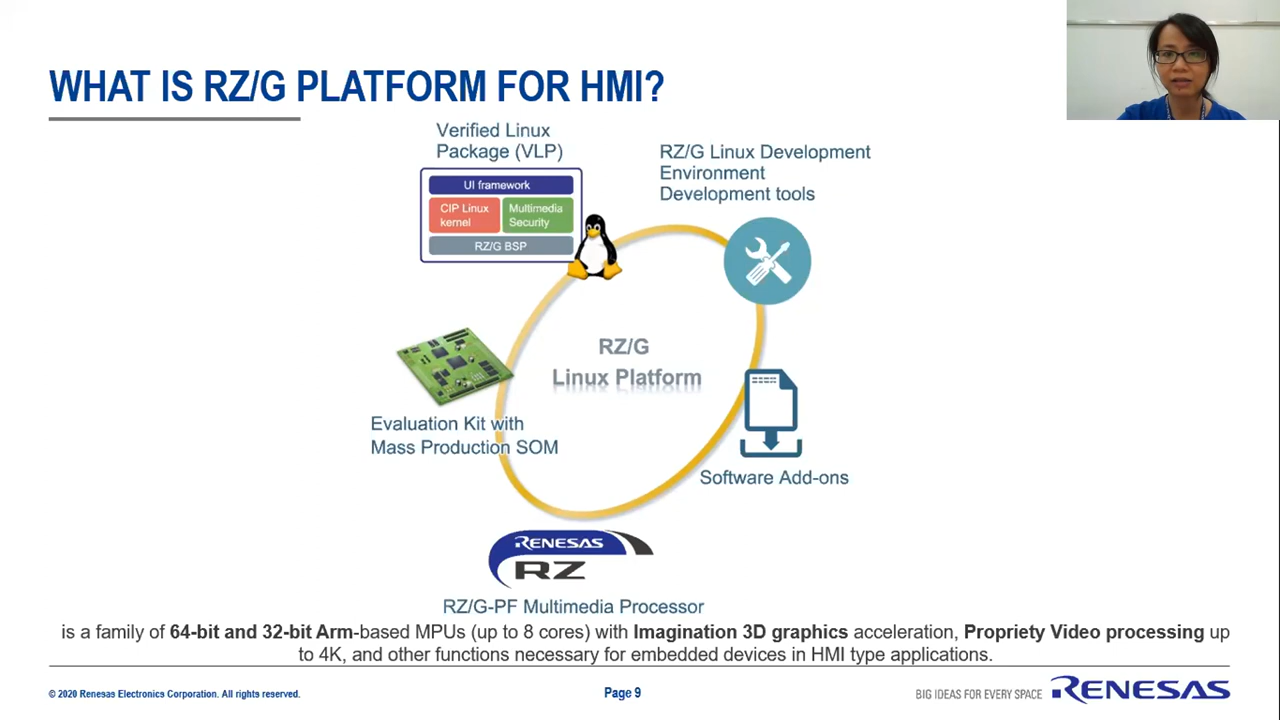 WHAT IS RZ/G PLATFORM FOR HMI?
Verified Linux
Package (VLP)
UI framework
CIP Linux
kernel
Multimedia
Security
RZ/G BSP
RZ/G Linux Development
Environment
Development tools
RZ/G
Linux Platform
Evaluation Kit with
Mass Production SOM
Software Add-ons
RENESAS
RZ
RZ/G-PF Multimedia Processor
is a family of 64-bit and 32-bit Arm-based MPUs (up to 8 cores) with Imagination 3D graphics acceleration, Propriety Video processing up
to 4K, and other functions necessary for embedded devices in HMI type applications.
© 2020 Renesas Electronics Corporation. All rights reserved.
Page 9
BIG IDEAS FOR EVERY SPACE
RENESAS